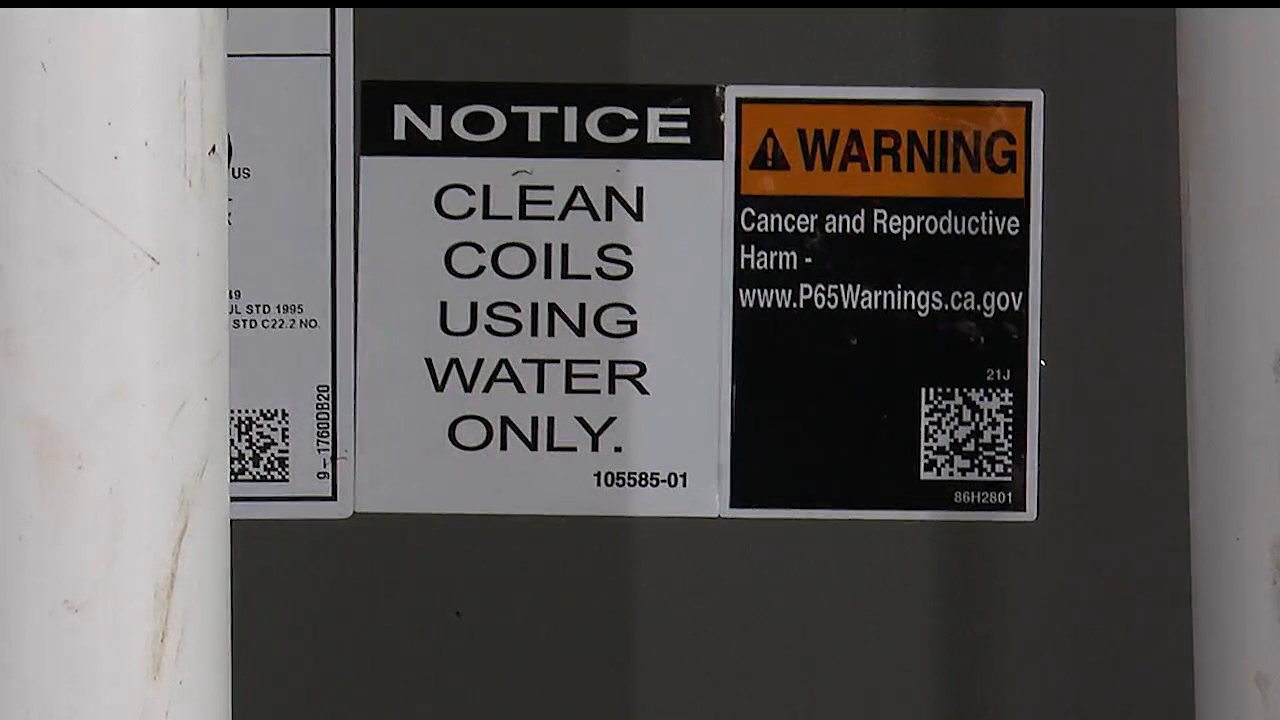 US
49
UL STD 1995
STD C22.2 NO.
9-1760DB20
NOTICE
CLEAN
COILS
USING
WATER
ONLY.
105585-01
WARNING
Cancer and Reproductive
Harm -
www.P65Warnings.ca.gov
21J
86H2801